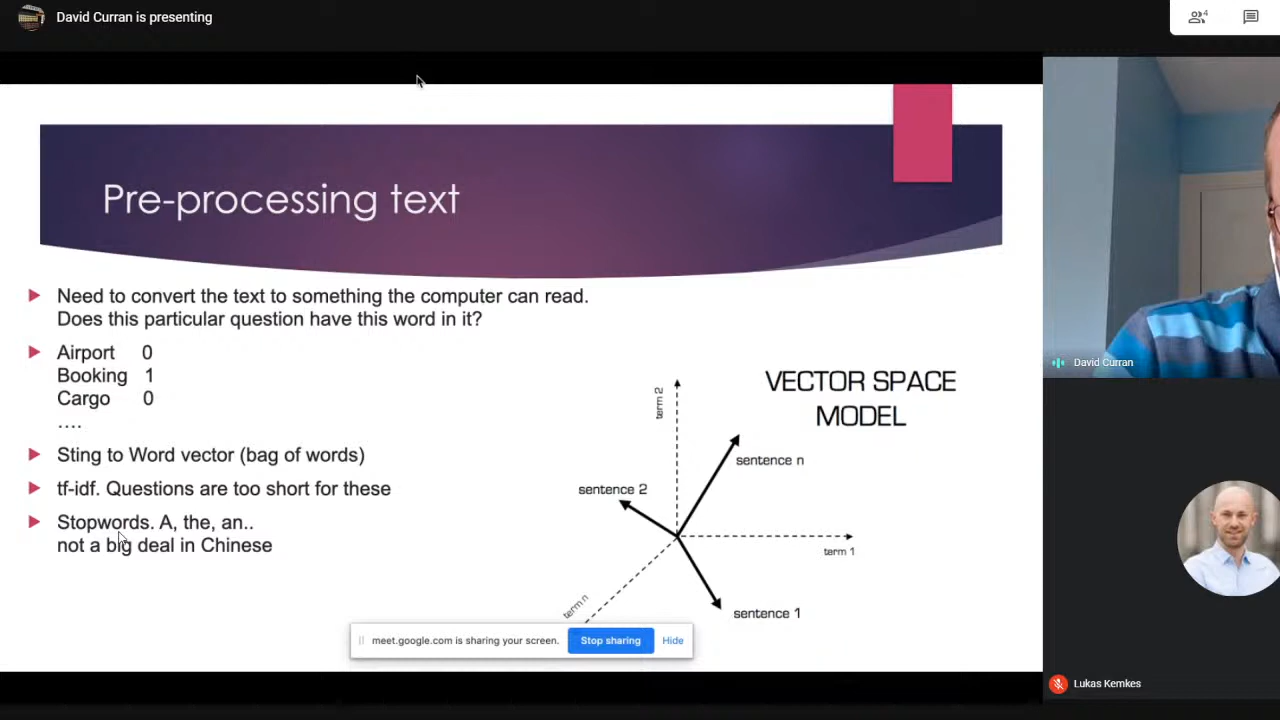 David Curran is presenting
4
Pre-processing text
Need to convert the text to something the computer can read.
Does this particular question have this word in it?
Airport 0
Booking 1
Cargo 0
....
Sting to Word vector (bag of words)
tf-idf. Questions are too short for these
Stopwords. A, the, an..
not a big deal in Chinese
VECTOR SPACE
MODEL
term 2
sentence n
sentence 2
term 1
term n
sentence 1
meet.google.com is sharing your screen.
Stop sharing
Hide
David Curran
Lukas Kemkes